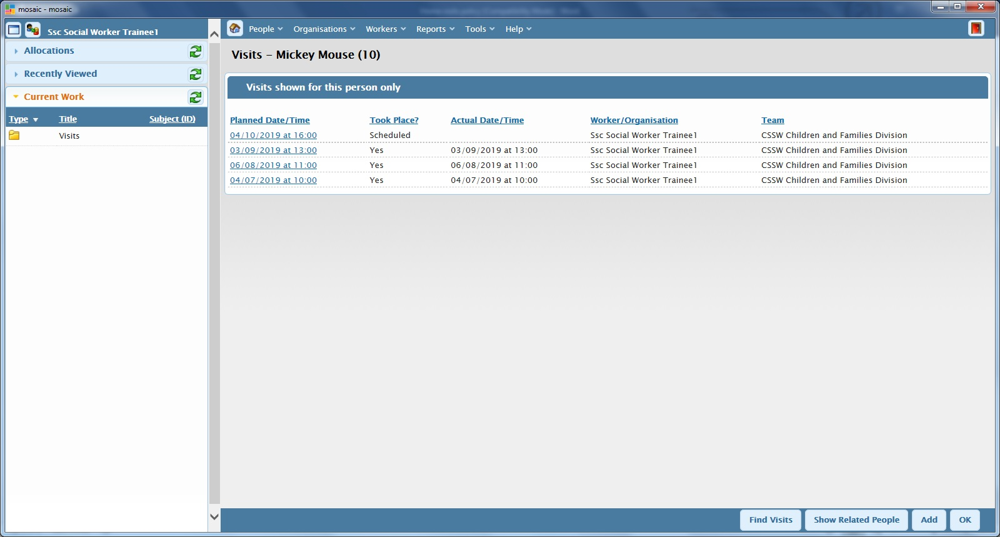 mosaic - mosaic
Ssc Social Worker Trainee1
People Organisations Workers Reports Tools Help
Allocations
Recently Viewed
Current Work
Type Title Subject (ID)
Visits
Visits - Mickey Mouse (10)
Visits shown for this person only
Planned Date/Time Took Place? Actual Date/Time Worker/Organisation Team
04/10/2019 at 16:00 Scheduled Ssc Social Worker Trainee1 CSSW Children and Families Division
03/09/2019 at 13:00 Yes 03/09/2019 at 13:00 Ssc Social Worker Trainee1 CSSW Children and Families Division
06/08/2019 at 11:00 Yes 06/08/2019 at 11:00 Ssc Social Worker Trainee1 CSSW Children and Families Division
04/07/2019 at 10:00 Yes 04/07/2019 at 10:00 Ssc Social Worker Trainee1 CSSW Children and Families Division
Find Visits Show Related People Add OK